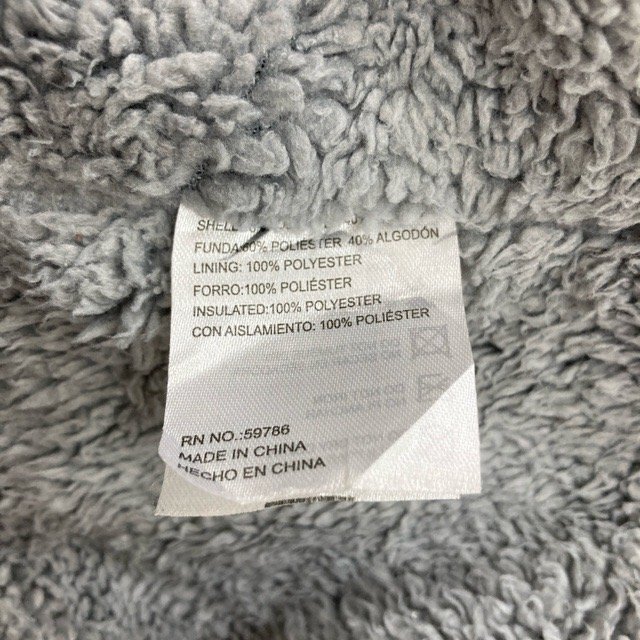 SHELL
FUNDA:60% POLIESTER 40% ALGODÓN
LINING: 100% POLYESTER
FORRO:100% POLIÉSTER
INSULATED:100% POLYESTER
CON AISLAMIENTO: 100% POLIÉSTER
RN NO.:59786
MADE IN CHINA
HECHO EN CHINA